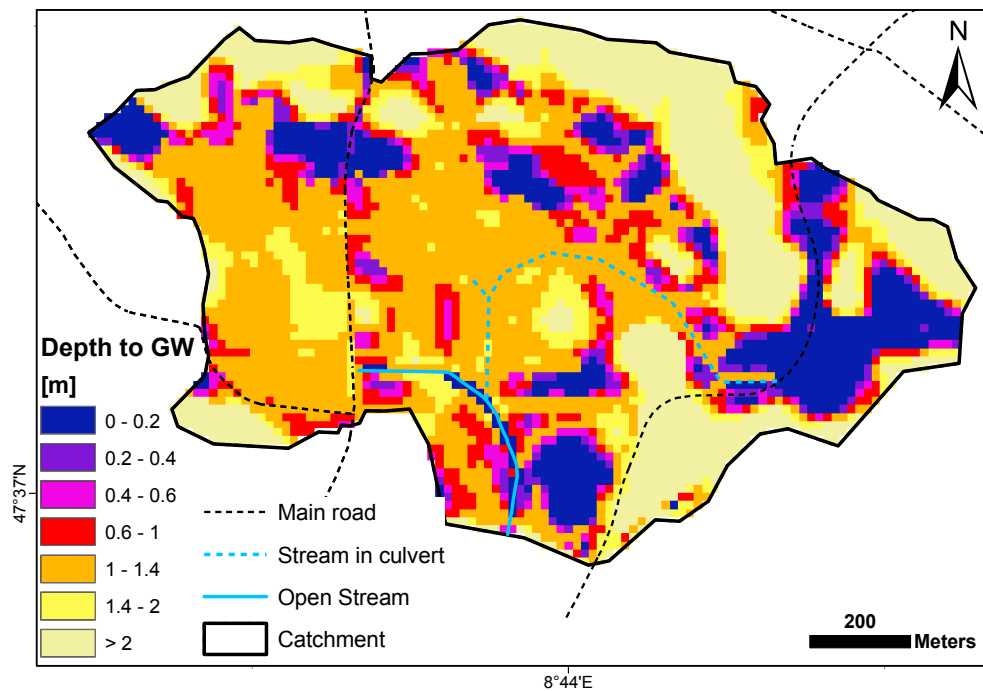 N
Depth to GW
[m]
0 - 0.2
0.2 - 0.4
0.4 - 0.6
0.6 - 1
1 - 1.4
1.4 - 2
> 2
Main road
Stream in culvert
Open Stream
Catchment
200
Meters
47°37'N
8°44'E